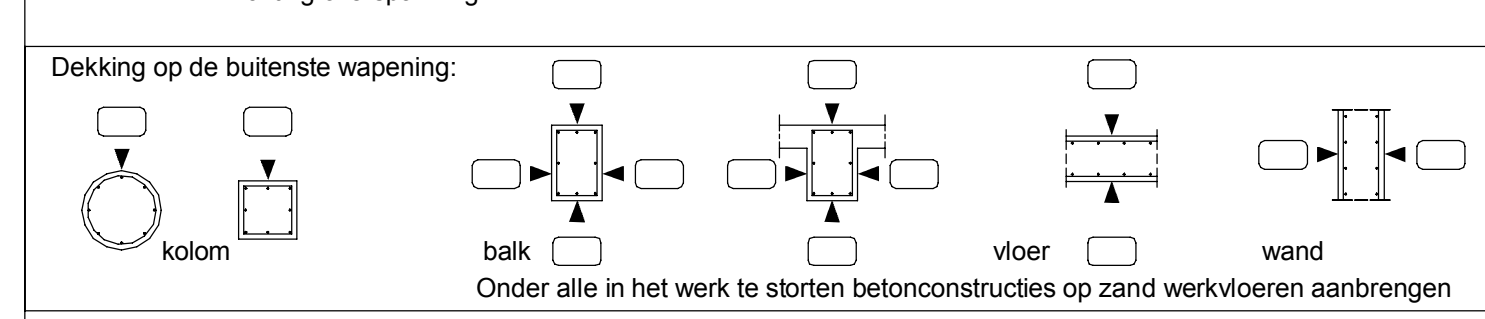 Dekking op de buitenste wapening:
kolom
balk
vloer
wand
Onder alle in het werk te storten betonconstructies op zand werkvloeren aanbrengen